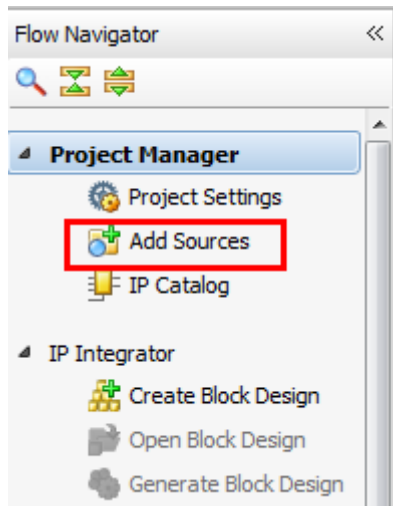 Flow Navigator
Project Manager
Project Settings
Add Sources
IP Catalog
IP Integrator
Create Block Design
Open Block Design
Generate Block Design